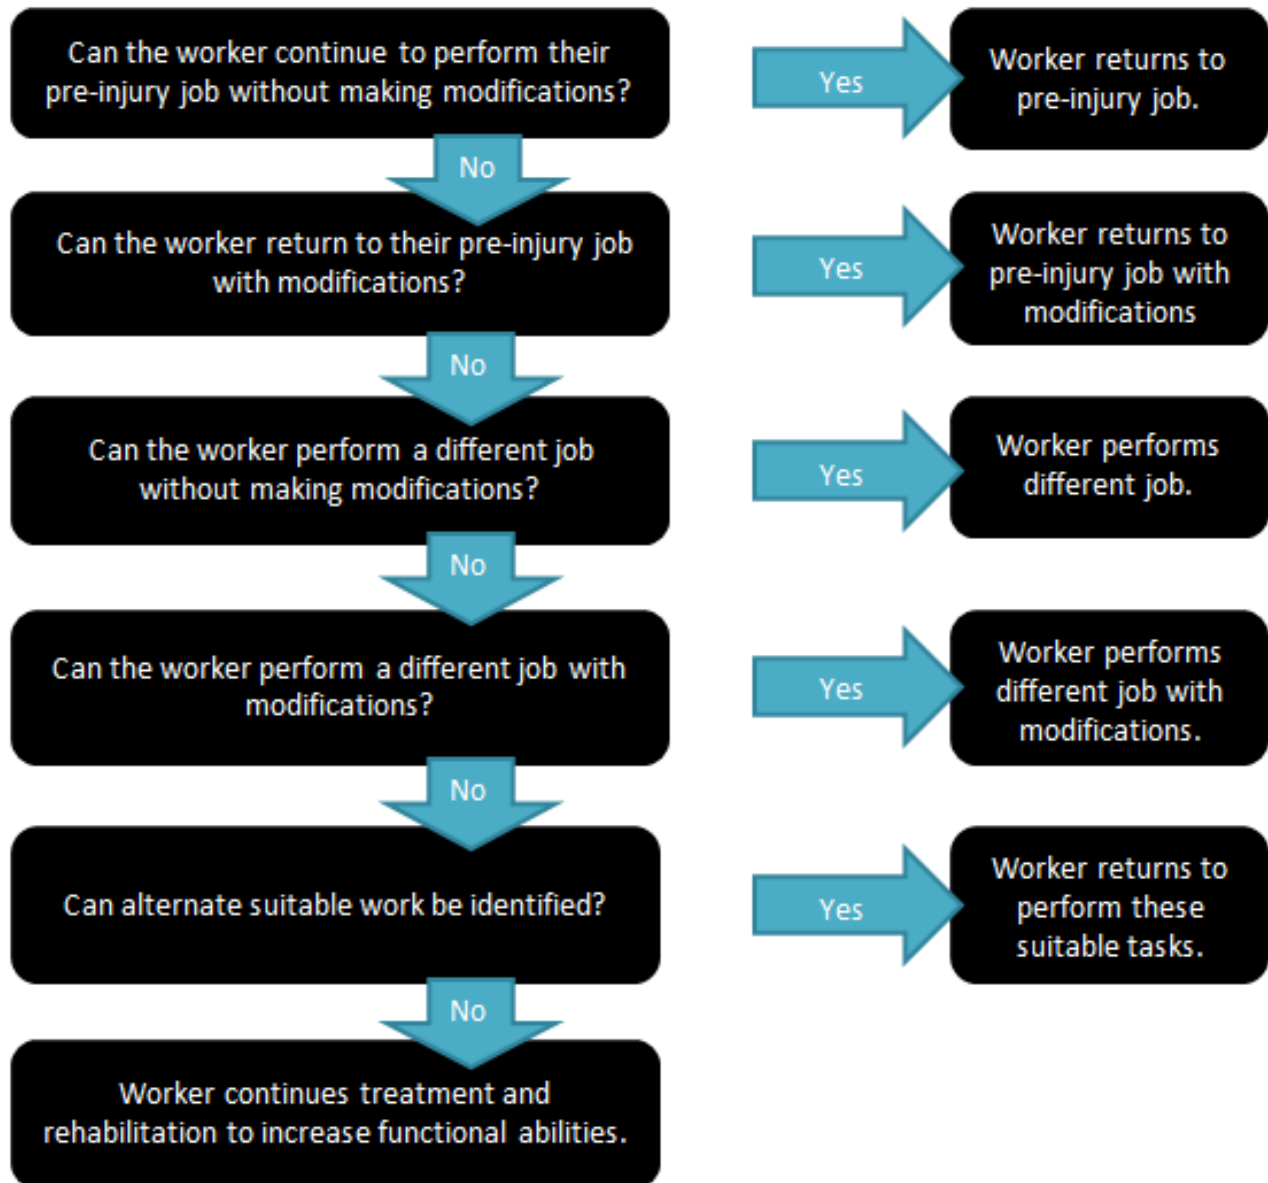 Can the worker continue to perform their
pre-injury job without making modifications?
Yes
Worker returns to
pre-injury job.
No
Can the worker return to their pre-injury job
with modifications?
Yes
Worker returns to
pre-injury job with
modifications
No
Can the worker perform a different job
without making modifications?
Yes
Worker performs
different job.
No
Can the worker perform a different job with
modifications?
Yes
Worker performs
different job with
modifications.
No
Can alternate suitable work be identified?
Yes
Worker returns to
perform these
suitable tasks.
No
Worker continues treatment and
rehabilitation to increase functional abilities.